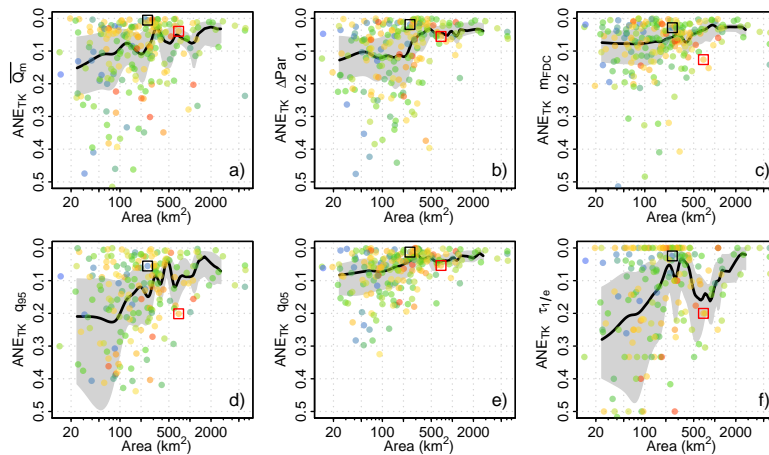 0.0 0.1 0.2 0.3 0.4 0.5
ANE_TK Q̅_m
a)
20 100 500 2000
Area (km²)
0.0 0.1 0.2 0.3 0.4 0.5
ANE_TK ΔPar
b)
20 100 500 2000
Area (km²)
0.0 0.1 0.2 0.3 0.4 0.5
ANE_TK m_FDC
c)
20 100 500 2000
Area (km²)
0.0 0.1 0.2 0.3 0.4 0.5
ANE_TK q_95
d)
20 100 500 2000
Area (km²)
0.0 0.1 0.2 0.3 0.4 0.5
ANE_TK q_05
e)
20 100 500 2000
Area (km²)
0.0 0.1 0.2 0.3 0.4 0.5
ANE_TK τ_1/e
f)
20 100 500 2000
Area (km²)